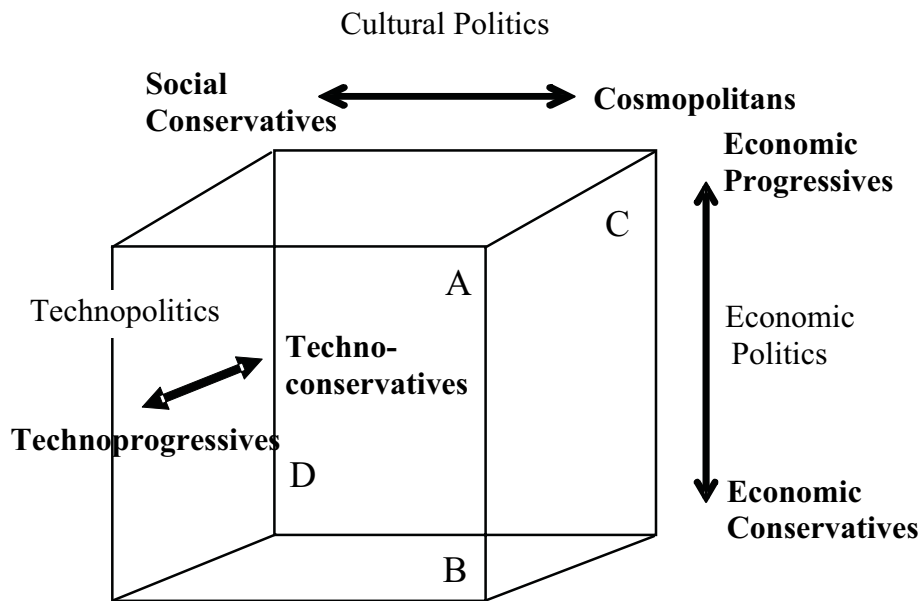 Cultural Politics
Social
Conservatives
Cosmopolitans
Economic
Progressives
C
A
Technopolitics
Economic
Politics
Techno-
conservatives
Technoprogressives
D
Economic
Conservatives
B